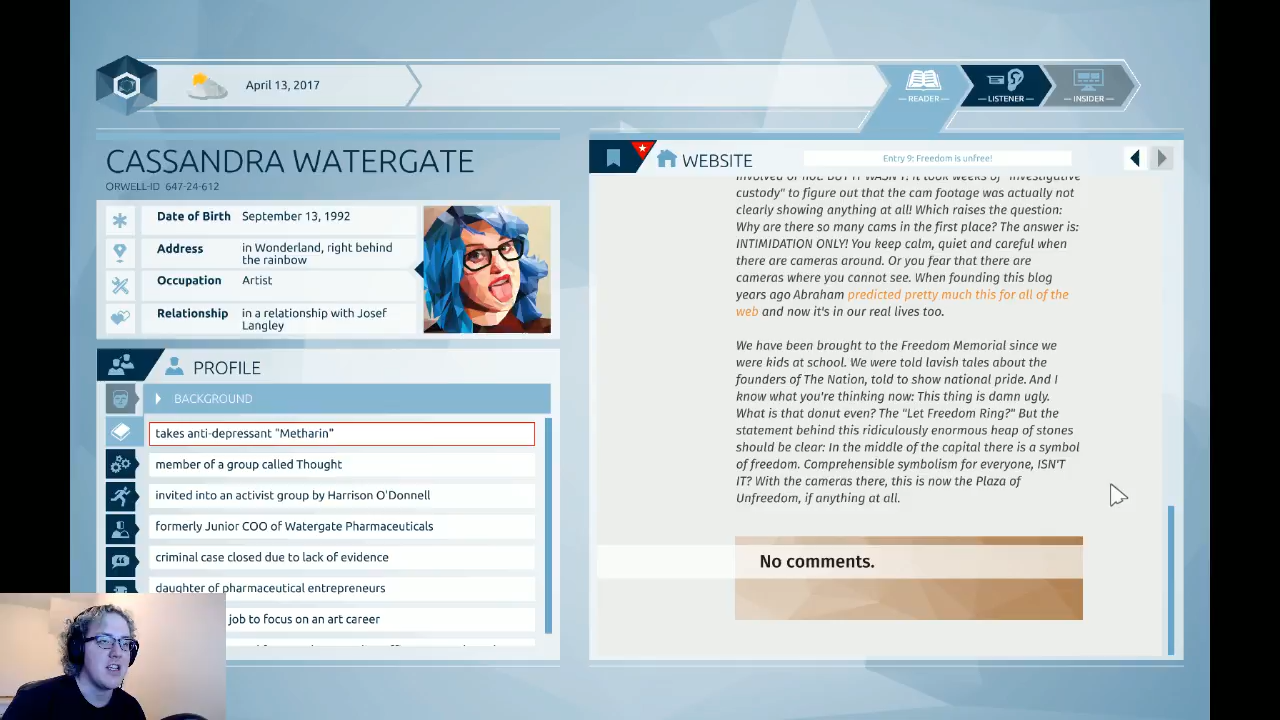 April 13, 2017
— READER —
— LISTENER —
— INSIDER —
CASSANDRA WATERGATE
ORWELL-ID 647-24-612
Date of Birth September 13, 1992
Address in Wonderland, right behind
the rainbow
Occupation Artist
Relationship in a relationship with Josef
Langley
PROFILE
BACKGROUND
takes anti-depressant "Metharin"
member of a group called Thought
invited into an activist group by Harrison O'Donnell
formerly Junior COO of Watergate Pharmaceuticals
criminal case closed due to lack of evidence
daughter of pharmaceutical entrepreneurs
job to focus on an art career
WEBSITE
Entry 9: Freedom is unfree!
involved or not. BUT IT WASN'T! It took weeks of "investigative
custody" to figure out that the cam footage was actually not
clearly showing anything at all! Which raises the question:
Why are there so many cams in the first place? The answer is:
INTIMIDATION ONLY! You keep calm, quiet and careful when
there are cameras around. Or you fear that there are
cameras where you cannot see. When founding this blog
years ago Abraham predicted pretty much this for all of the
web and now it's in our real lives too.
We have been brought to the Freedom Memorial since we
were kids at school. We were told lavish tales about the
founders of The Nation, told to show national pride. And I
know what you're thinking now: This thing is damn ugly.
What is that donut even? The "Let Freedom Ring?" But the
statement behind this ridiculously enormous heap of stones
should be clear: In the middle of the capital there is a symbol
of freedom. Comprehensible symbolism for everyone, ISN'T
IT? With the cameras there, this is now the Plaza of
Unfreedom, if anything at all.
No comments.